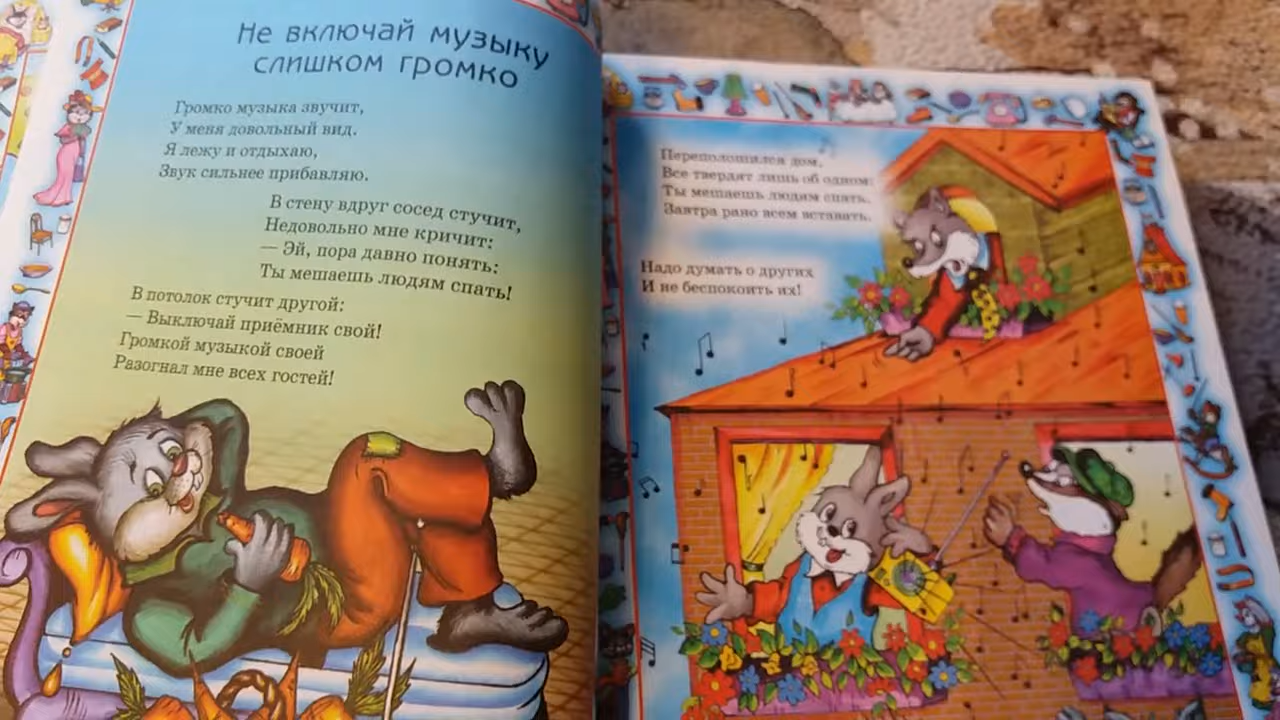 Не включай музыку
слишком громко
Громко музыка звучит,
У меня довольный вид.
Я лежу и отдыхаю,
Звук сильнее прибавляю.
В стену вдруг сосед стучит,
Недовольно мне кричит:
— Эй, пора давно понять:
Ты мешаешь людям спать!
В потолок стучит другой:
— Выключай приёмник свой!
Громкой музыкой своей
Разогнал мне всех гостей!
Переполошился дом,
Все твердят лишь об одном:
Ты мешаешь людям спать.
Завтра рано всем вставать.
Надо думать о других
И не беспокоить их!